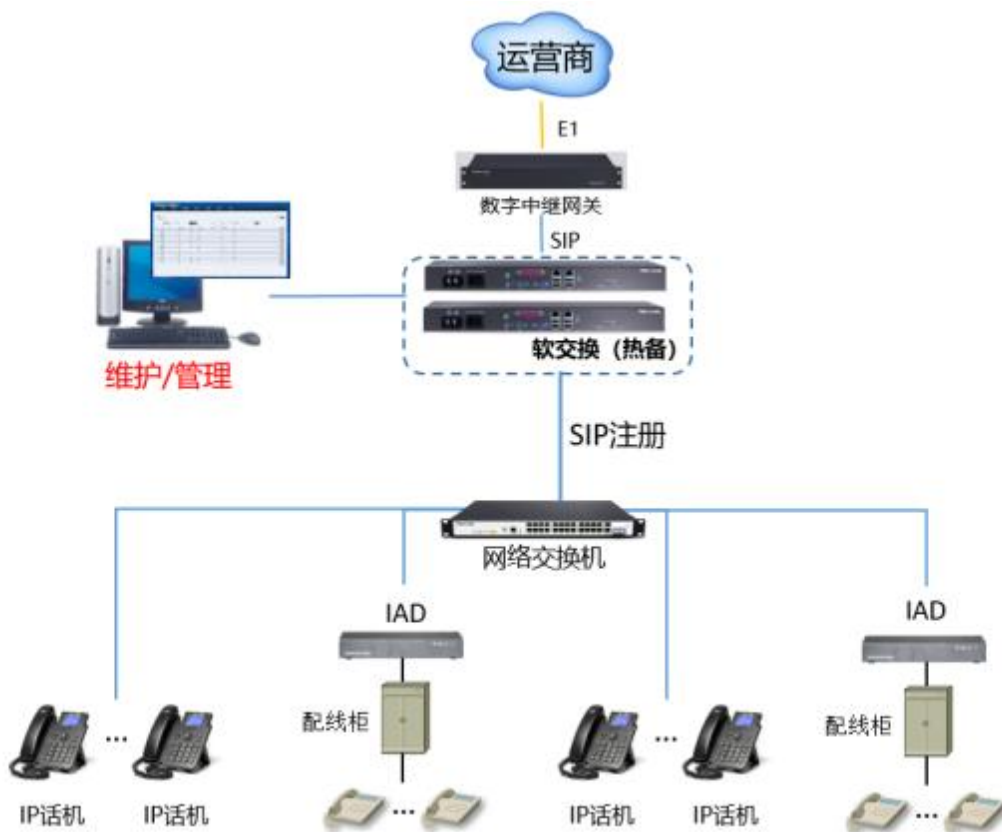 运营商
E1
数字中继网关
SIP
软交换（热备）
维护/管理
SIP注册
网络交换机
IAD
IAD
配线柜
配线柜
...
...
IP话机
IP话机
...
IP话机
IP话机
...